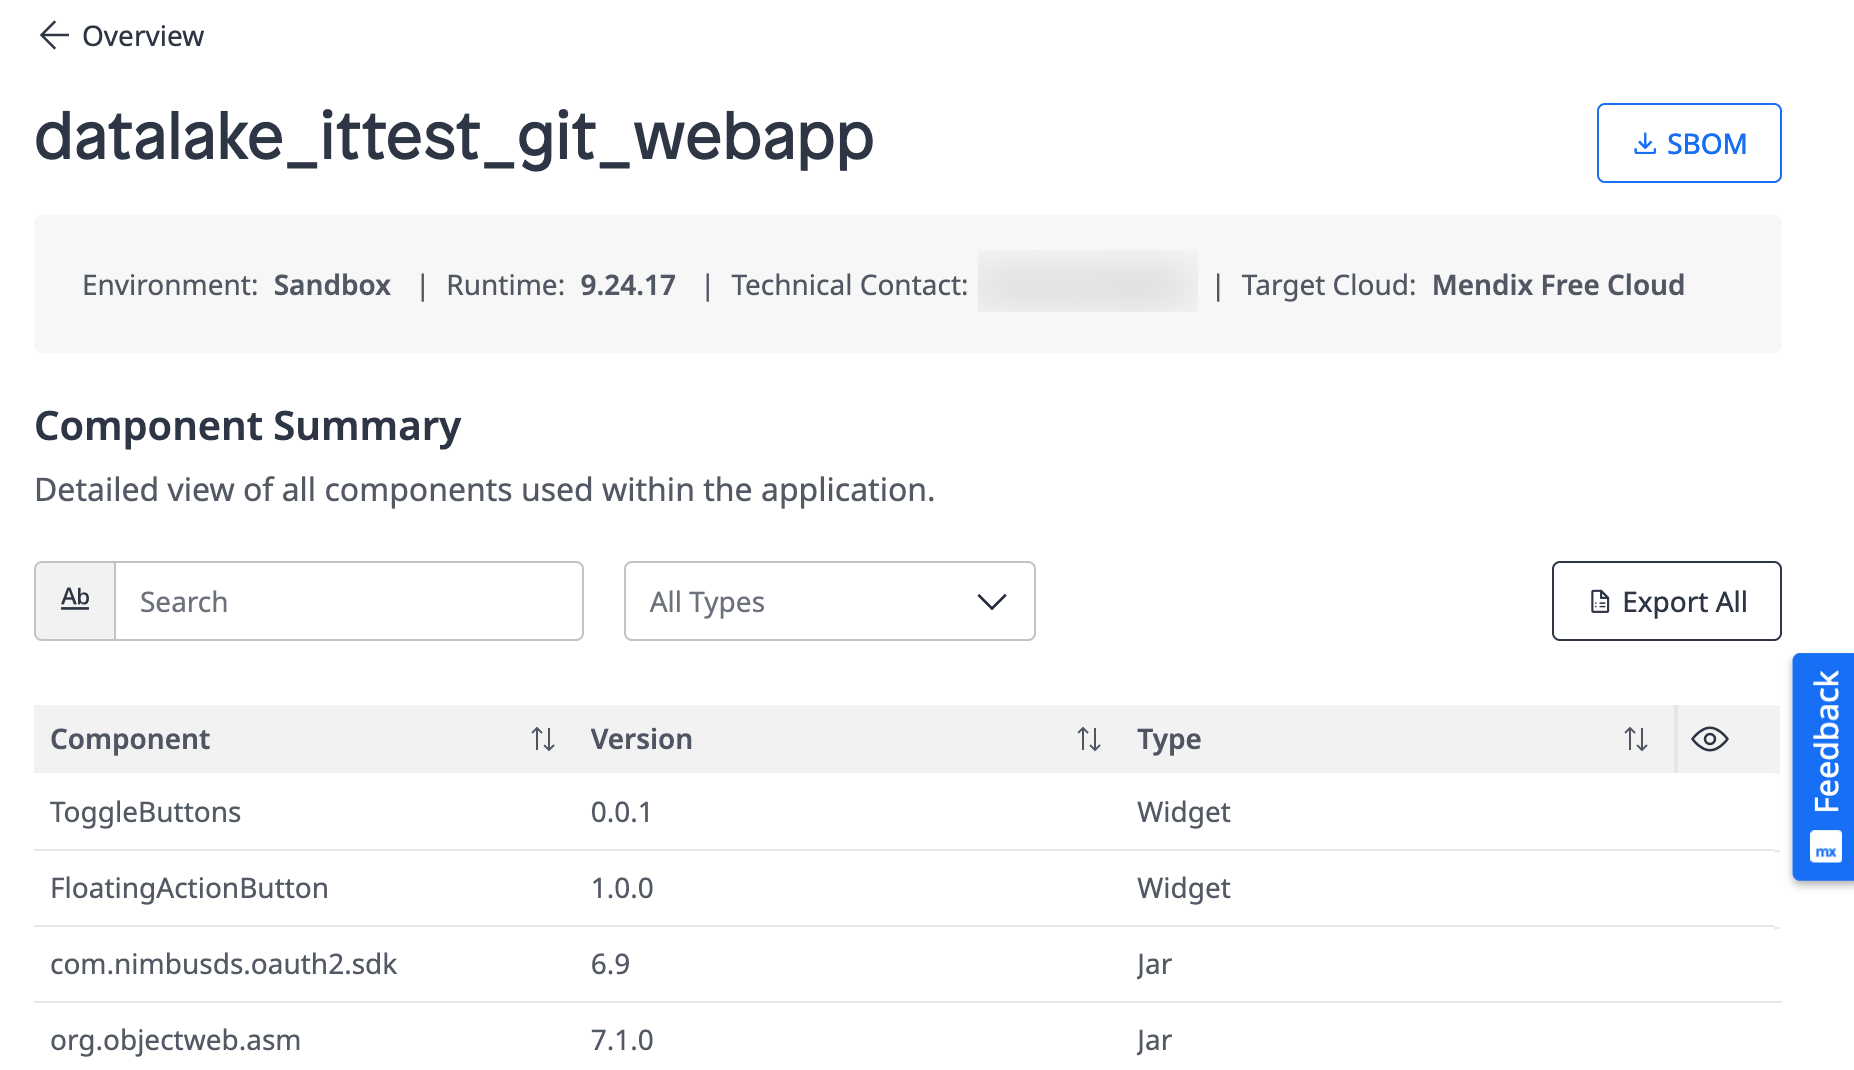 Overview
datalake_ittest_git_webapp
SBOM
Environment: Sandbox | Runtime: 9.24.17 | Technical Contact: | Target Cloud: Mendix Free Cloud
Component Summary
Detailed view of all components used within the application.
Ab Search All Types Export All
Component Version Type
ToggleButtons 0.0.1 Widget
FloatingActionButton 1.0.0 Widget
com.nimbusds.oauth2.sdk 6.9 Jar
org.objectweb.asm 7.1.0 Jar
Feedback
mx